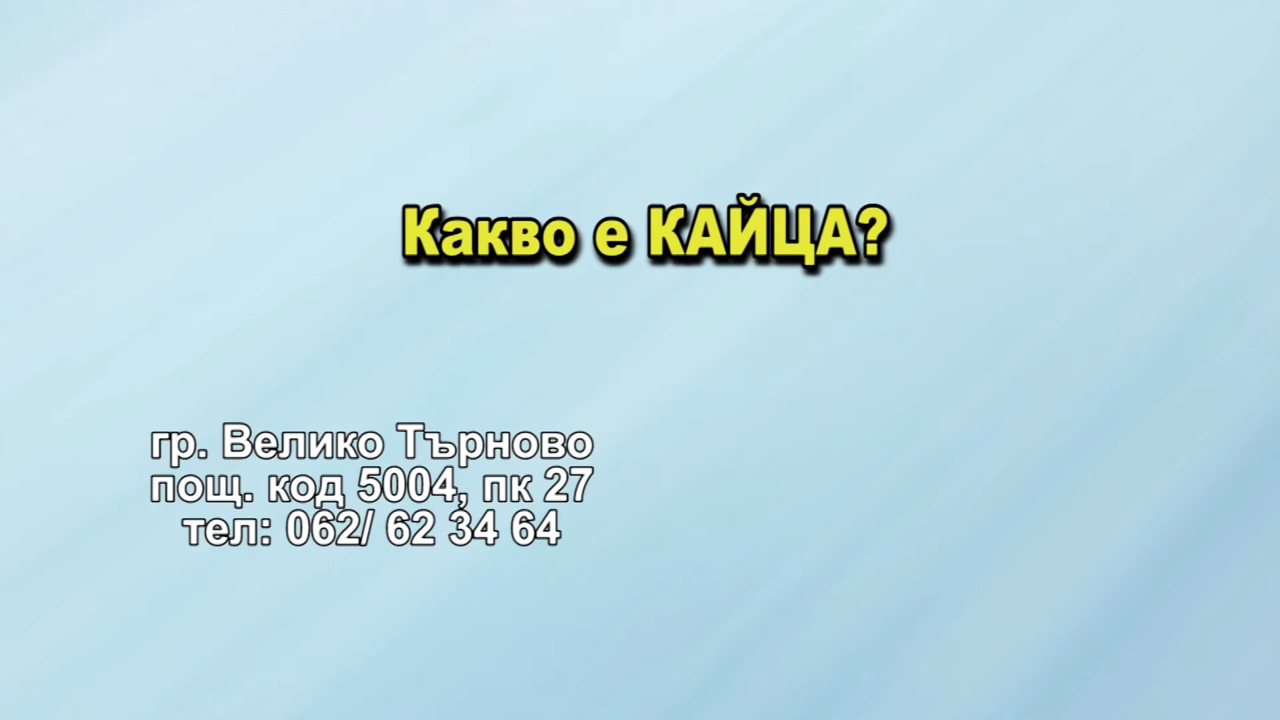 Какво е КАЙЦА?
гр. Велико Търново
пощ. код 5004, пк 27
тел: 062/ 62 34 64